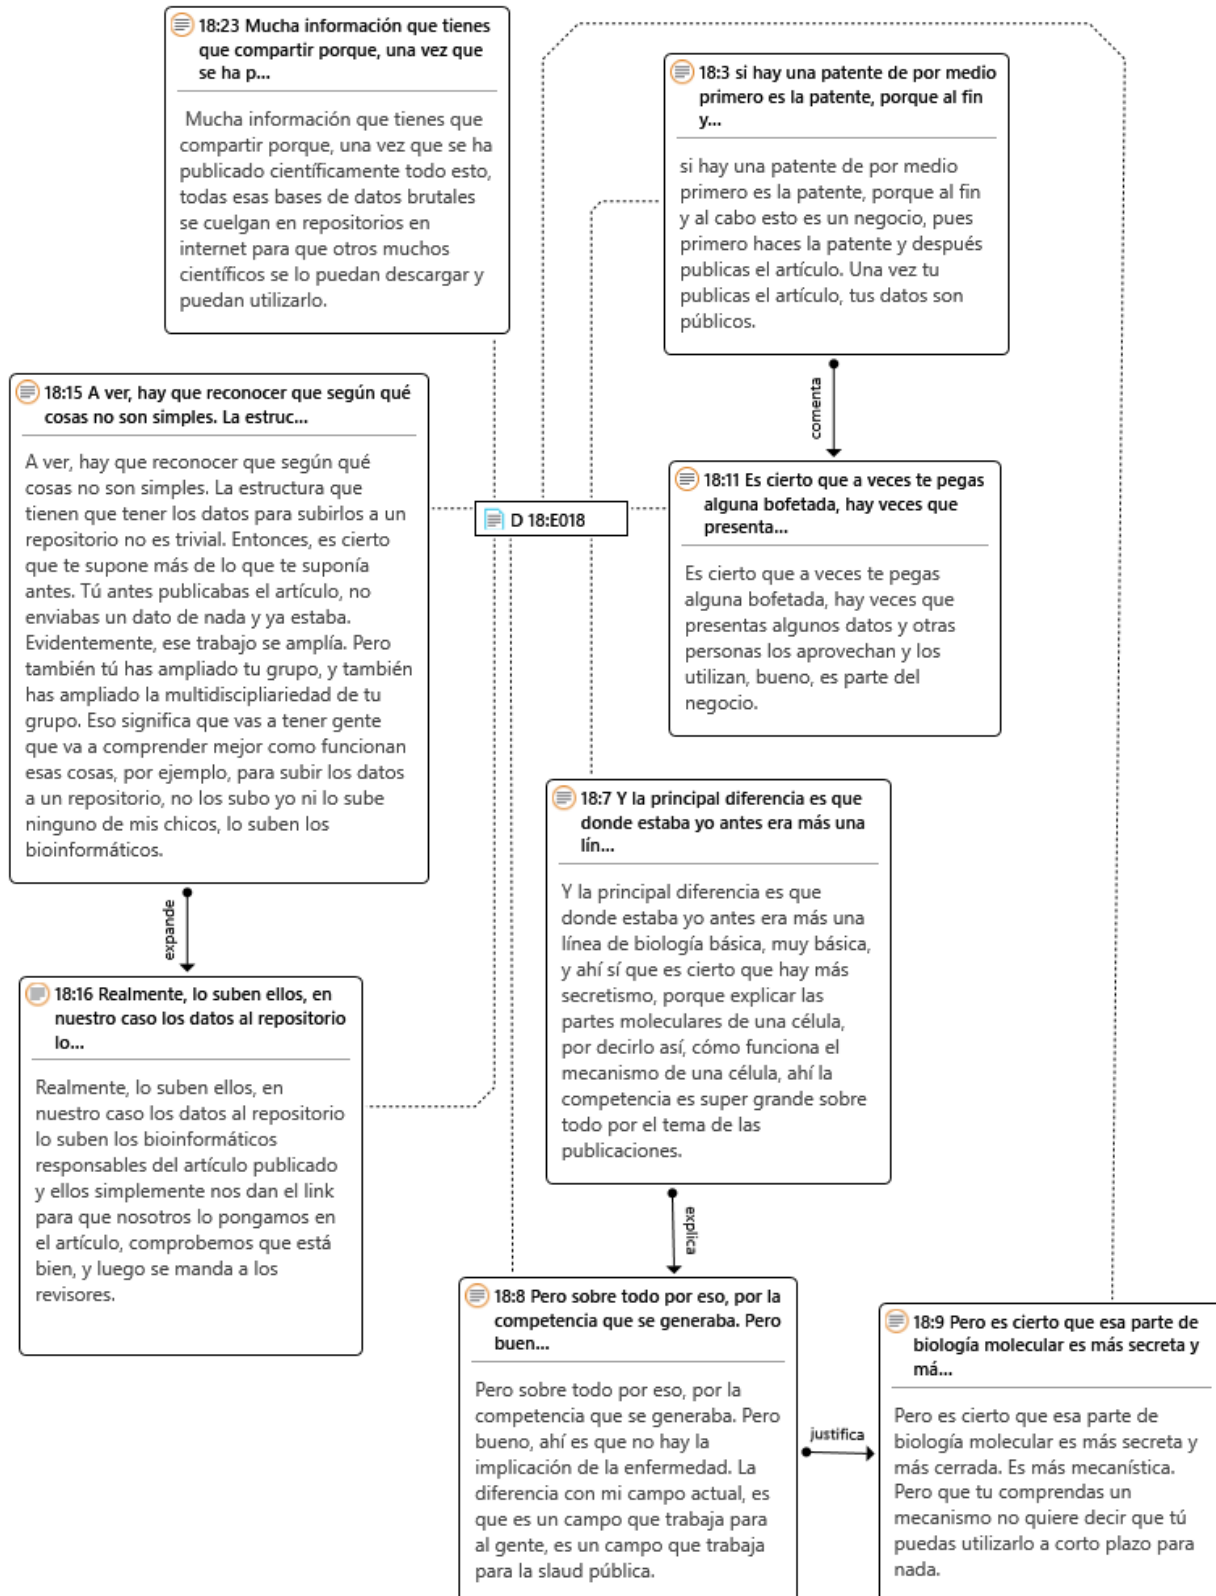 18:23 Mucha información que tienes
que compartir porque, una vez que
se ha p...
Mucha información que tienes que
compartir porque, una vez que se ha
publicado científicamente todo esto,
todas esas bases de datos brutales
se cuelgan en repositorios en
internet para que otros muchos
científicos se lo puedan descargar y
puedan utilizarlo.
18:3 si hay una patente de por medio
primero es la patente, porque al fin
y...
si hay una patente de por medio
primero es la patente, porque al fin
y al cabo esto es un negocio, pues
primero haces la patente y después
publicas el artículo. Una vez tu
publicas el artículo, tus datos son
públicos.
comenta
18:15 A ver, hay que reconocer que según qué
cosas no son simples. La estruc...
A ver, hay que reconocer que según qué
cosas no son simples. La estructura que
tienen que tener los datos para subirlos a un
repositorio no es trivial. Entonces, es cierto
que te supone más de lo que te suponía
antes. Tú antes publicabas el artículo, no
enviabas un dato de nada y ya estaba.
Evidentemente, ese trabajo se amplía. Pero
también tú has ampliado tu grupo, y también
has ampliado la multidiscipliariedad de tu
grupo. Eso significa que vas a tener gente
que va a comprender mejor como funcionan
esas cosas, por ejemplo, para subir los datos
a un repositorio, no los subo yo ni lo sube
ninguno de mis chicos, lo suben los
bioinformáticos.
D 18:E018
18:11 Es cierto que a veces te pegas
alguna bofetada, hay veces que
presenta...
Es cierto que a veces te pegas
alguna bofetada, hay veces que
presentas algunos datos y otras
personas los aprovechan y los
utilizan, bueno, es parte del
negocio.
expande
18:7 Y la principal diferencia es que
donde estaba yo antes era más una
lín...
Y la principal diferencia es que
donde estaba yo antes era más una
línea de biología básica, muy básica,
y ahí sí que es cierto que hay más
secretismo, porque explicar las
partes moleculares de una célula,
por decirlo así, cómo funciona el
mecanismo de una célula, ahí la
competencia es super grande sobre
todo por el tema de las
publicaciones.
18:16 Realmente, lo suben ellos, en
nuestro caso los datos al repositorio
lo...
Realmente, lo suben ellos, en
nuestro caso los datos al repositorio
lo suben los bioinformáticos
responsables del artículo publicado
y ellos simplemente nos dan el link
para que nosotros lo pongamos en
el artículo, comprobemos que está
bien, y luego se manda a los
revisores.
explica
18:8 Pero sobre todo por eso, por la
competencia que se generaba. Pero
buen...
Pero sobre todo por eso, por la
competencia que se generaba. Pero
bueno, ahí es que no hay la
implicación de la enfermedad. La
diferencia con mi campo actual, es
que es un campo que trabaja para
al gente, es un campo que trabaja
para la slaud pública.
justifica
18:9 Pero es cierto que esa parte de
biología molecular es más secreta y
má...
Pero es cierto que esa parte de
biología molecular es más secreta y
más cerrada. Es más mecanística.
Pero que tu comprendas un
mecanismo no quiere decir que tú
puedas utilizarlo a corto plazo para
nada.